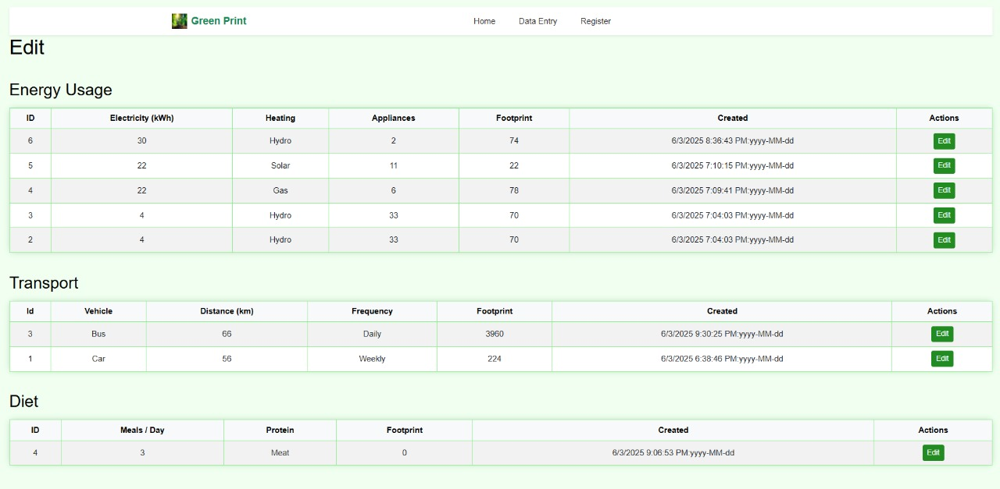 Green Print Home Data Entry Register
Edit
Energy Usage
ID Electricity (kWh) Heating Appliances Footprint Created Actions
6 30 Hydro 2 74 6/3/2025 8:36:43 PM:yyyy-MM-dd Edit
5 22 Solar 11 22 6/3/2025 7:10:15 PM:yyyy-MM-dd Edit
4 22 Gas 6 78 6/3/2025 7:09:41 PM:yyyy-MM-dd Edit
3 4 Hydro 33 70 6/3/2025 7:04:03 PM:yyyy-MM-dd Edit
2 4 Hydro 33 70 6/3/2025 7:04:03 PM:yyyy-MM-dd Edit
Transport
Id Vehicle Distance (km) Frequency Footprint Created Actions
3 Bus 66 Daily 3960 6/3/2025 9:30:25 PM:yyyy-MM-dd Edit
1 Car 56 Weekly 224 6/3/2025 6:38:46 PM:yyyy-MM-dd Edit
Diet
ID Meals / Day Protein Footprint Created Actions
4 3 Meat 0 6/3/2025 9:06:53 PM:yyyy-MM-dd Edit